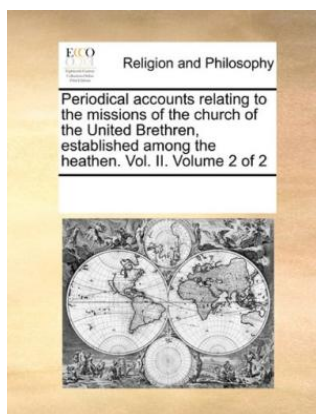 ECCO
Religion and Philosophy
Periodical accounts relating to
the missions of the church of
the United Brethren,
established among the
heathen. Vol. II. Volume 2 of 2